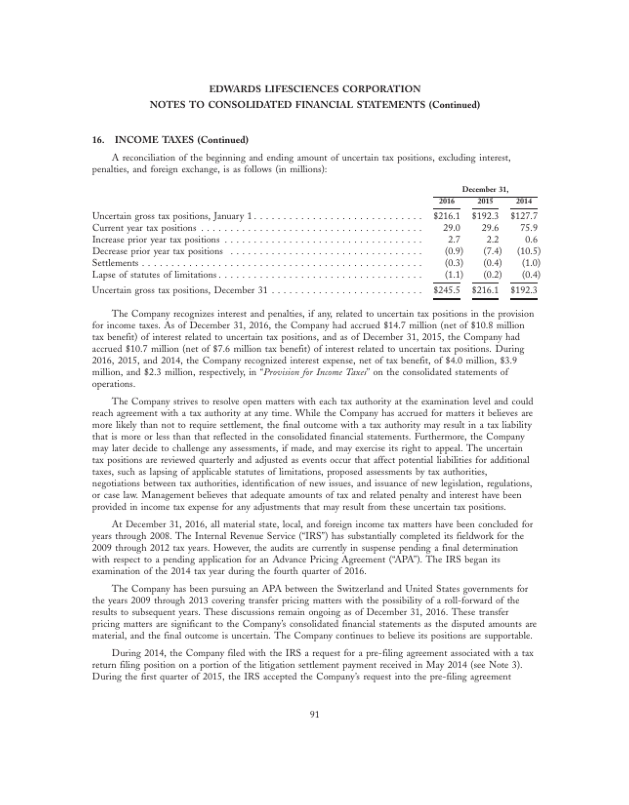 EDWARDS LIFESCIENCES CORPORATION
NOTES TO CONSOLIDATED FINANCIAL STATEMENTS (Continued)
16. INCOME TAXES (Continued)
A reconciliation of the beginning and ending amount of uncertain tax positions, excluding interest,
penalties, and foreign exchange, is as follows (in millions):
December 31,
2016 2015 2014
Uncertain gross tax positions, January 1 . . . . . . . . . . . . . . . . . . . . . . . . . . . . . $216.1 $192.3 $127.7
Current year tax positions . . . . . . . . . . . . . . . . . . . . . . . . . . . . . . . . . . . . . 29.0 29.6 75.9
Increase prior year tax positions . . . . . . . . . . . . . . . . . . . . . . . . . . . . . . . . . 2.7 2.2 0.6
Decrease prior year tax positions . . . . . . . . . . . . . . . . . . . . . . . . . . . . . . . . (0.9) (7.4) (10.5)
Settlements . . . . . . . . . . . . . . . . . . . . . . . . . . . . . . . . . . . . . . . . . . . . . . . (0.3) (0.4) (1.0)
Lapse of statutes of limitations . . . . . . . . . . . . . . . . . . . . . . . . . . . . . . . . . . (1.1) (0.2) (0.4)
Uncertain gross tax positions, December 31 . . . . . . . . . . . . . . . . . . . . . . . . . $245.5 $216.1 $192.3
The Company recognizes interest and penalties, if any, related to uncertain tax positions in the provision
for income taxes. As of December 31, 2016, the Company had accrued $14.7 million (net of $10.8 million
tax benefit) of interest related to uncertain tax positions, and as of December 31, 2015, the Company had
accrued $10.7 million (net of $7.6 million tax benefit) of interest related to uncertain tax positions. During
2016, 2015, and 2014, the Company recognized interest expense, net of tax benefit, of $4.0 million, $3.9
million, and $2.3 million, respectively, in "Provision for Income Taxes" on the consolidated statements of
operations.
The Company strives to resolve open matters with each tax authority at the examination level and could
reach agreement with a tax authority at any time. While the Company has accrued for matters it believes are
more likely than not to require settlement, the final outcome with a tax authority may result in a tax liability
that is more or less than that reflected in the consolidated financial statements. Furthermore, the Company
may later decide to challenge any assessments, if made, and may exercise its right to appeal. The uncertain
tax positions are reviewed quarterly and adjusted as events occur that affect potential liabilities for additional
taxes, such as lapsing of applicable statutes of limitations, proposed assessments by tax authorities,
negotiations between tax authorities, identification of new issues, and issuance of new legislation, regulations,
or case law. Management believes that adequate amounts of tax and related penalty and interest have been
provided in income tax expense for any adjustments that may result from these uncertain tax positions.
At December 31, 2016, all material state, local, and foreign income tax matters have been concluded for
years through 2008. The Internal Revenue Service ("IRS") has substantially completed its fieldwork for the
2009 through 2012 tax years. However, the audits are currently in suspense pending a final determination
with respect to a pending application for an Advance Pricing Agreement ("APA"). The IRS began its
examination of the 2014 tax year during the fourth quarter of 2016.
The Company has been pursuing an APA between the Switzerland and United States governments for
the years 2009 through 2013 covering transfer pricing matters with the possibility of a roll-forward of the
results to subsequent years. These discussions remain ongoing as of December 31, 2016. These transfer
pricing matters are significant to the Company's consolidated financial statements as the disputed amounts are
material, and the final outcome is uncertain. The Company continues to believe its positions are supportable.
During 2014, the Company filed with the IRS a request for a pre-filing agreement associated with a tax
return filing position on a portion of the litigation settlement payment received in May 2014 (see Note 3).
During the first quarter of 2015, the IRS accepted the Company's request into the pre-filing agreement
91